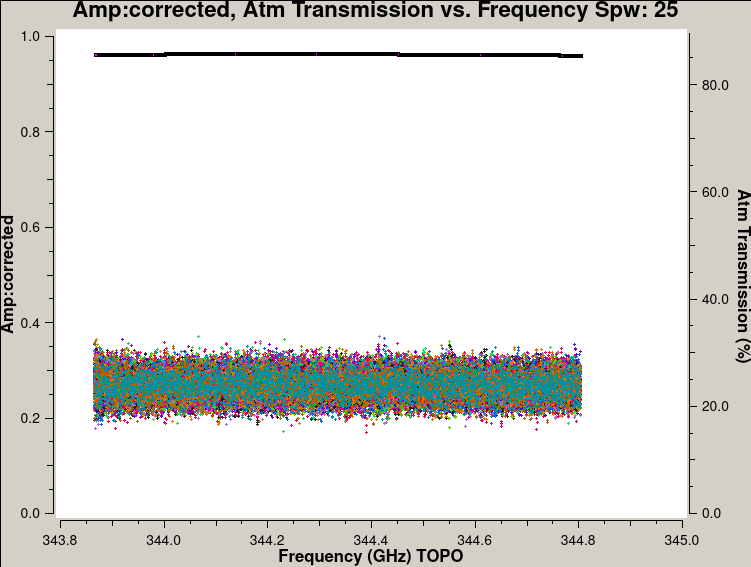 Amp:corrected, Atm Transmission vs. Frequency Spw: 25
1.0
0.8
0.6
0.4
0.2
0.0
Amp:corrected
80.0
60.0
40.0
20.0
0.0
Atm Transmission (%)
343.8 344.0 344.2 344.4 344.6 344.8 345.0
Frequency (GHz) TOPO